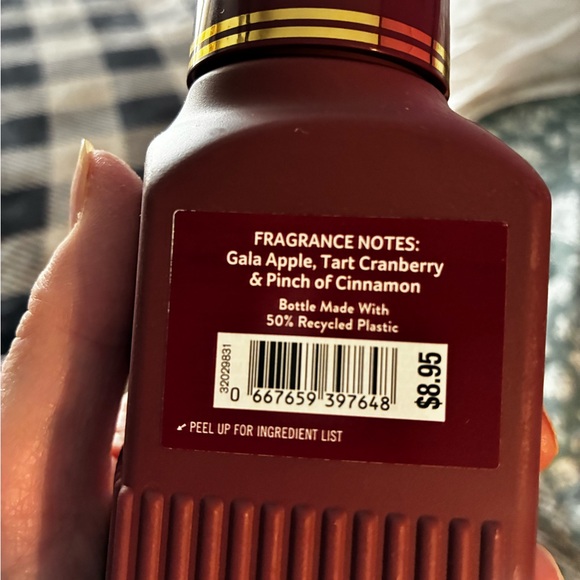 FRAGRANCE NOTES:
Gala Apple, Tart Cranberry
& Pinch of Cinnamon
Bottle Made With
50% Recycled Plastic
32029831
0 667659 397648
$8.95
↙ PEEL UP FOR INGREDIENT LIST